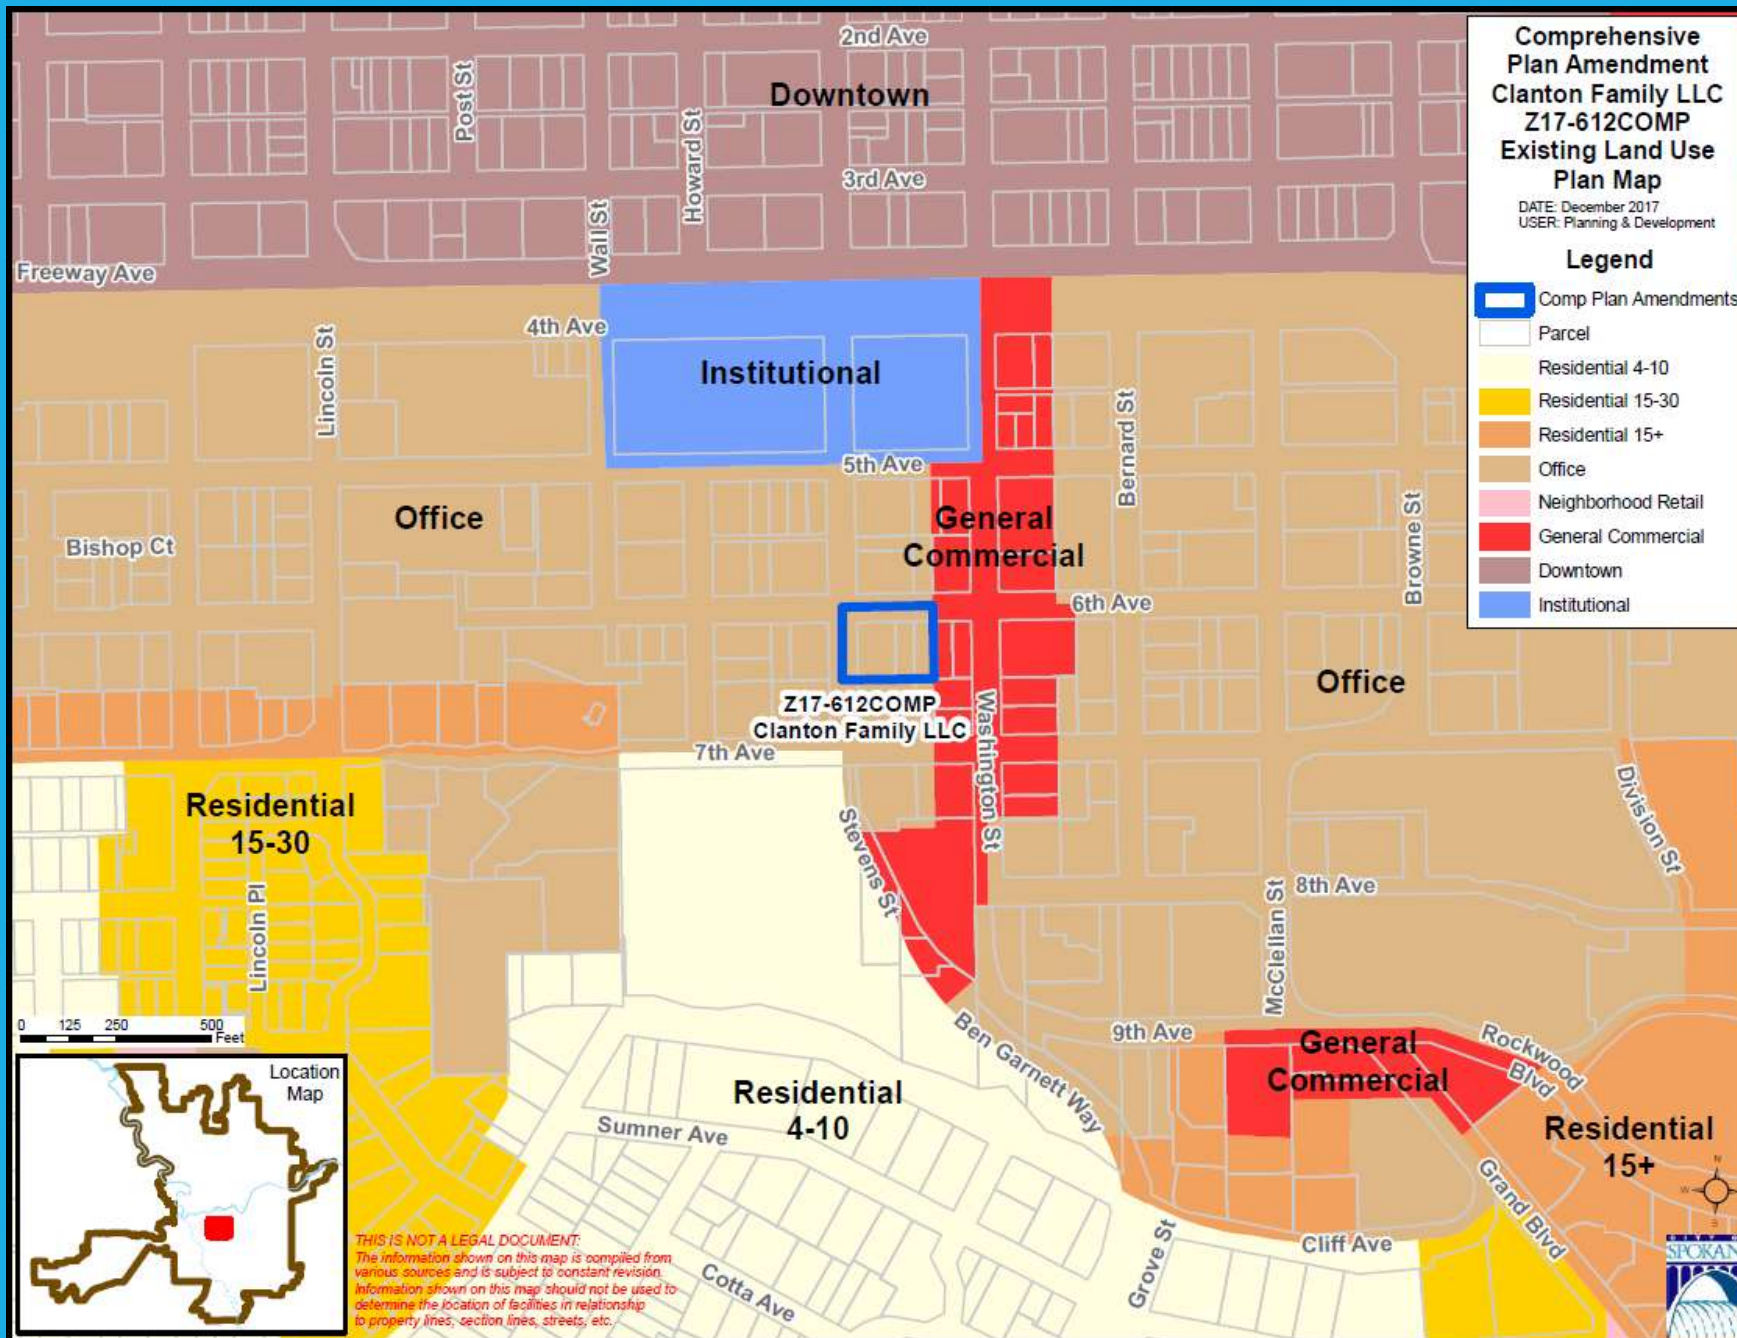 Comprehensive
Plan Amendment
Clanton Family LLC
Z17-612COMP
Existing Land Use
Plan Map
DATE: December 2017
USER: Planning & Development
Legend
Comp Plan Amendments
Parcel
Residential 4-10
Residential 15-30
Residential 15+
Office
Neighborhood Retail
General Commercial
Downtown
Institutional
2nd Ave
Downtown
Post St
Howard St
3rd Ave
Wall St
Freeway Ave
4th Ave
Lincoln St
Institutional
Bernard St
5th Ave
Office
General
Commercial
Bishop Ct
Browne St
6th Ave
Office
Z17-612COMP
Clanton Family LLC
Washington St
7th Ave
Residential
15-30
Stevens St
Division St
8th Ave
Lincoln Pl
McClellan St
9th Ave
Ben Garnett Way
General
Commercial
Rockwood
Blvd
Residential
4-10
Sumner Ave
Residential
15+
Grand Blvd
Cliff Ave
Grove St
Cotta Ave
0 125 250 500
Feet
Location
Map
THIS IS NOT A LEGAL DOCUMENT:
The information shown on this map is compiled from
various sources and is subject to constant revision.
Information shown on this map should not be used to
determine the location of facilities in relationship
to property lines, section lines, streets, etc.
N
W
S
SPOKAN